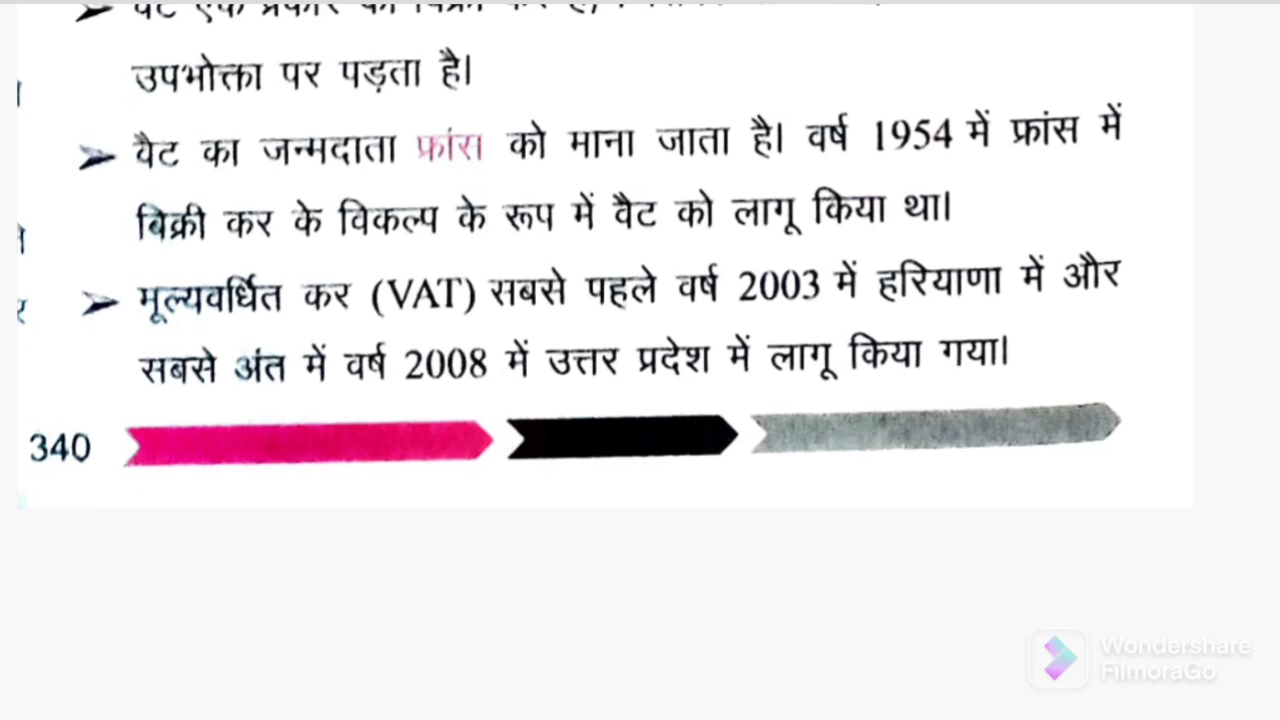 उपभोक्ता पर पड़ता है।
➢ वैट का जन्मदाता फ्रांस को माना जाता है। वर्ष 1954 में फ्रांस में
बिक्री कर के विकल्प के रूप में वैट को लागू किया था।
➢ मूल्यवर्धित कर (VAT) सबसे पहले वर्ष 2003 में हरियाणा में और
सबसे अंत में वर्ष 2008 में उत्तर प्रदेश में लागू किया गया।
340
Wondershare
FilmoraGo